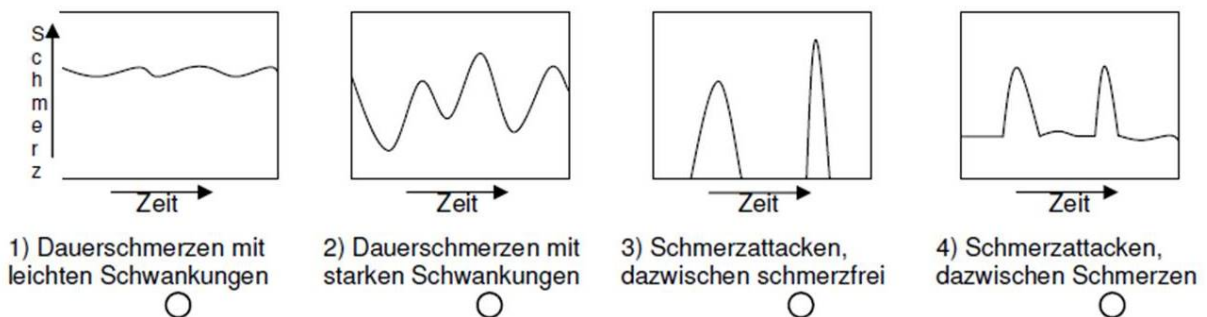 Schmerz
Zeit
Zeit
Zeit
Zeit
1) Dauerschmerzen mit
leichten Schwankungen
2) Dauerschmerzen mit
starken Schwankungen
3) Schmerzattacken,
dazwischen schmerzfrei
4) Schmerzattacken,
dazwischen Schmerzen